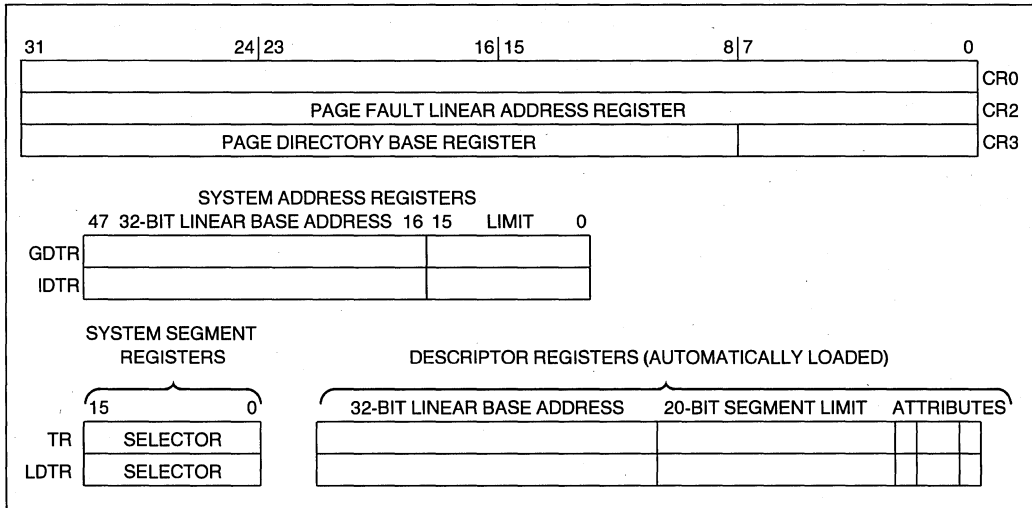 31 24 23 16 15 8 7 0
CR0
PAGE FAULT LINEAR ADDRESS REGISTER CR2
PAGE DIRECTORY BASE REGISTER CR3
SYSTEM ADDRESS REGISTERS
47 32-BIT LINEAR BASE ADDRESS 16 15 LIMIT 0
GDTR
IDTR
SYSTEM SEGMENT
REGISTERS
DESCRIPTOR REGISTERS (AUTOMATICALLY LOADED)
15 0 32-BIT LINEAR BASE ADDRESS 20-BIT SEGMENT LIMIT ATTRIBUTES
TR SELECTOR
LDTR SELECTOR